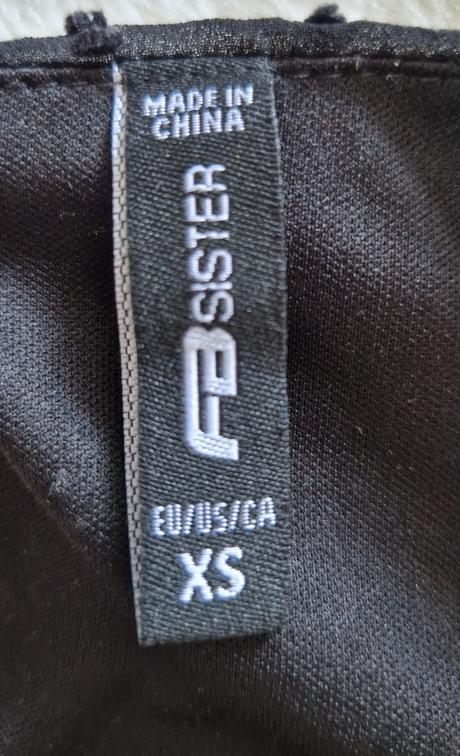 MADE IN
CHINA
FB SISTER
EU/US/CA
XS